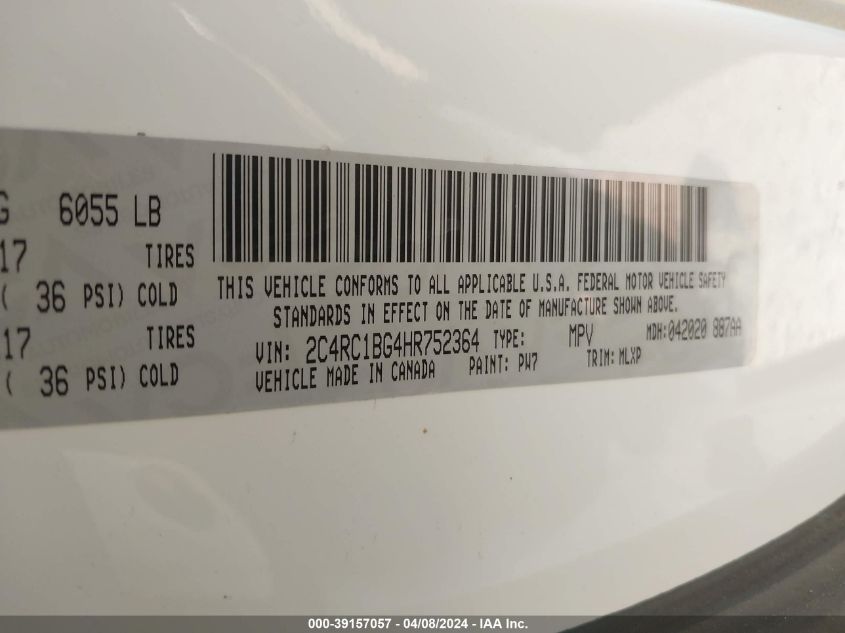 G 6055 LB
17 TIRES
( 36 PSI) COLD
17 TIRES
( 36 PSI) COLD
THIS VEHICLE CONFORMS TO ALL APPLICABLE U.S.A. FEDERAL MOTOR VEHICLE SAFETY
STANDARDS IN EFFECT ON THE DATE OF MANUFACTURE SHOWN ABOVE.
VIN: 2C4RC1BG4HR752364 TYPE: MPV MDH:042020 887AA
VEHICLE MADE IN CANADA PAINT: PW7 TRIM: MLXP
000-39157057 - 04/08/2024 - IAA Inc.